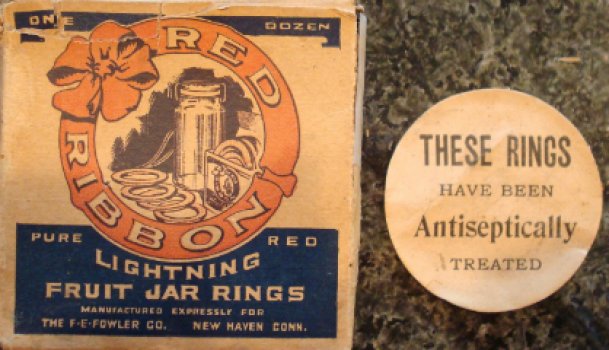 ONE DOZEN
RED
RIBBON
PURE RED
LIGHTNING
FRUIT JAR RINGS
MANUFACTURED EXPRESSLY FOR
THE F·E·FOWLER CO. NEW HAVEN CONN.
THESE RINGS
HAVE BEEN
Antiseptically
TREATED